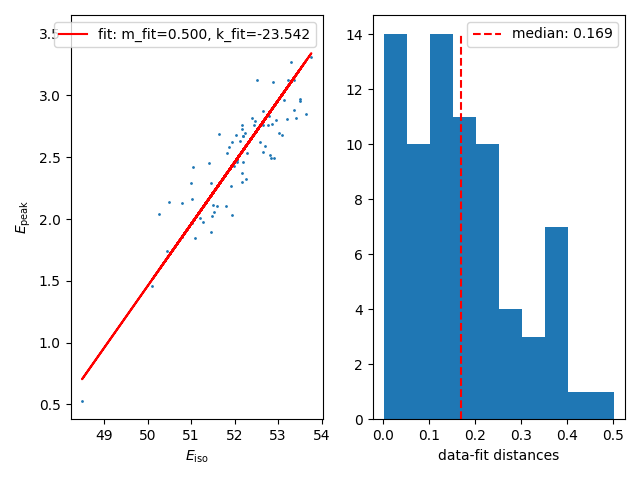 fit: m_fit=0.500, k_fit=-23.542
3.5
3.0
2.5
2.0
1.5
1.0
0.5
E_peak
49 50 51 52 53 54
E_iso
median: 0.169
14
12
10
8
6
4
2
0
0.0 0.1 0.2 0.3 0.4 0.5
data-fit distances